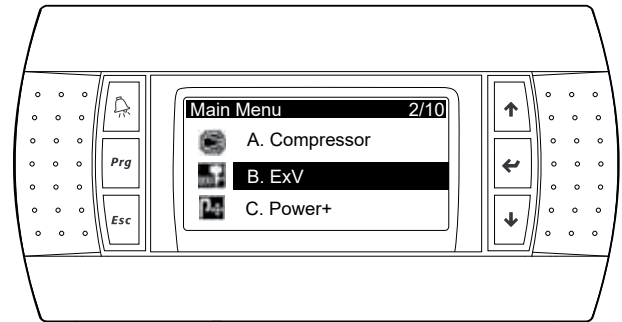 Main Menu 2/10
A. Compressor
Prg
B. ExV
C. Power+
Esc